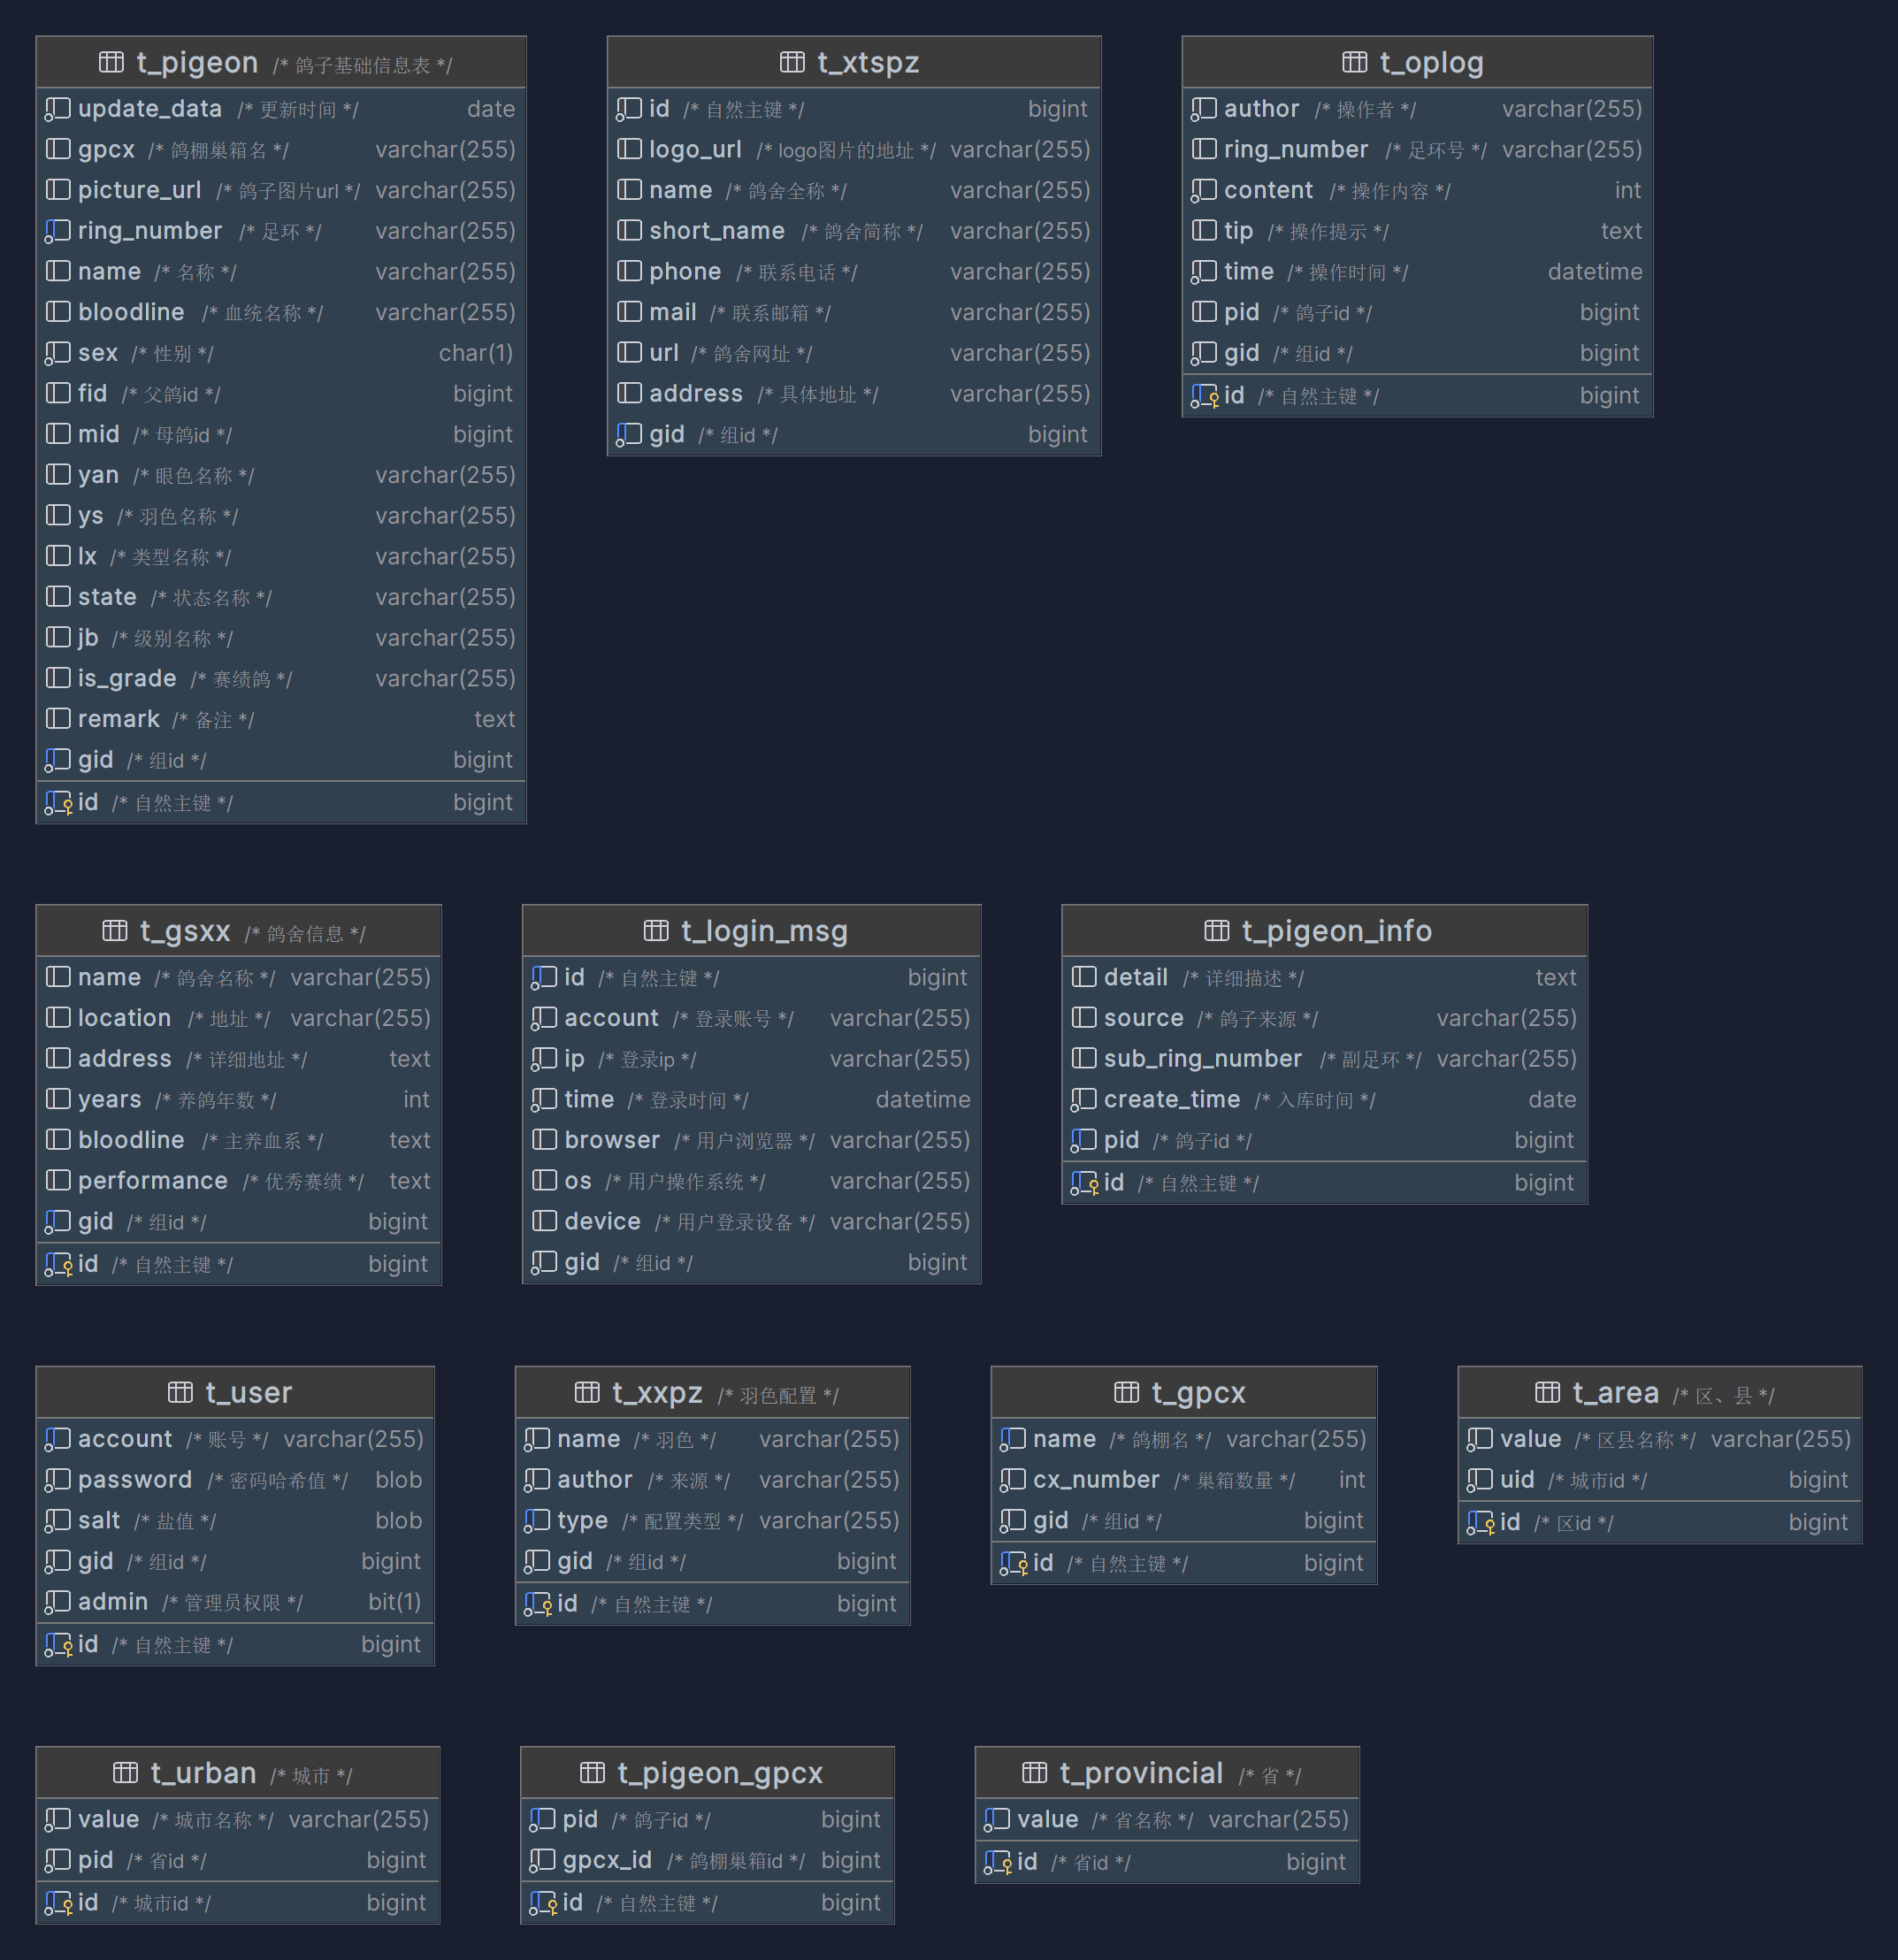 t_pigeon /* 鸽子基础信息表 */
update_data /* 更新时间 */ date
gpcx /* 鸽棚巢箱名 */ varchar(255)
picture_url /* 鸽子图片url */ varchar(255)
ring_number /* 足环 */ varchar(255)
name /* 名称 */ varchar(255)
bloodline /* 血统名称 */ varchar(255)
sex /* 性别 */ char(1)
fid /* 父鸽id */ bigint
mid /* 母鸽id */ bigint
yan /* 眼色名称 */ varchar(255)
ys /* 羽色名称 */ varchar(255)
lx /* 类型名称 */ varchar(255)
state /* 状态名称 */ varchar(255)
jb /* 级别名称 */ varchar(255)
is_grade /* 赛绩鸽 */ varchar(255)
remark /* 备注 */ text
gid /* 组id */ bigint
id /* 自然主键 */ bigint
t_xtspz
id /* 自然主键 */ bigint
logo_url /* logo图片的地址 */ varchar(255)
name /* 鸽舍全称 */ varchar(255)
short_name /* 鸽舍简称 */ varchar(255)
phone /* 联系电话 */ varchar(255)
mail /* 联系邮箱 */ varchar(255)
url /* 鸽舍网址 */ varchar(255)
address /* 具体地址 */ varchar(255)
gid /* 组id */ bigint
t_oplog
author /* 操作者 */ varchar(255)
ring_number /* 足环号 */ varchar(255)
content /* 操作内容 */ int
tip /* 操作提示 */ text
time /* 操作时间 */ datetime
pid /* 鸽子id */ bigint
gid /* 组id */ bigint
id /* 自然主键 */ bigint
t_gsxx /* 鸽舍信息 */
name /* 鸽舍名称 */ varchar(255)
location /* 地址 */ varchar(255)
address /* 详细地址 */ text
years /* 养鸽年数 */ int
bloodline /* 主养血系 */ text
performance /* 优秀赛绩 */ text
gid /* 组id */ bigint
id /* 自然主键 */ bigint
t_login_msg
id /* 自然主键 */ bigint
account /* 登录账号 */ varchar(255)
ip /* 登录ip */ varchar(255)
time /* 登录时间 */ datetime
browser /* 用户浏览器 */ varchar(255)
os /* 用户操作系统 */ varchar(255)
device /* 用户登录设备 */ varchar(255)
gid /* 组id */ bigint
t_pigeon_info
detail /* 详细描述 */ text
source /* 鸽子来源 */ varchar(255)
sub_ring_number /* 副足环 */ varchar(255)
create_time /* 入库时间 */ date
pid /* 鸽子id */ bigint
id /* 自然主键 */ bigint
t_user
account /* 账号 */ varchar(255)
password /* 密码哈希值 */ blob
salt /* 盐值 */ blob
gid /* 组id */ bigint
admin /* 管理员权限 */ bit(1)
id /* 自然主键 */ bigint
t_xxpz /* 羽色配置 */
name /* 羽色 */ varchar(255)
author /* 来源 */ varchar(255)
type /* 配置类型 */ varchar(255)
gid /* 组id */ bigint
id /* 自然主键 */ bigint
t_gpcx
name /* 鸽棚名 */ varchar(255)
cx_number /* 巢箱数量 */ int
gid /* 组id */ bigint
id /* 自然主键 */ bigint
t_area /* 区、县 */
value /* 区县名称 */ varchar(255)
uid /* 城市id */ bigint
id /* 区id */ bigint
t_urban /* 城市 */
value /* 城市名称 */ varchar(255)
pid /* 省id */ bigint
id /* 城市id */ bigint
t_pigeon_gpcx
pid /* 鸽子id */ bigint
gpcx_id /* 鸽棚巢箱id */ bigint
id /* 自然主键 */ bigint
t_provincial /* 省 */
value /* 省名称 */ varchar(255)
id /* 省id */ bigint